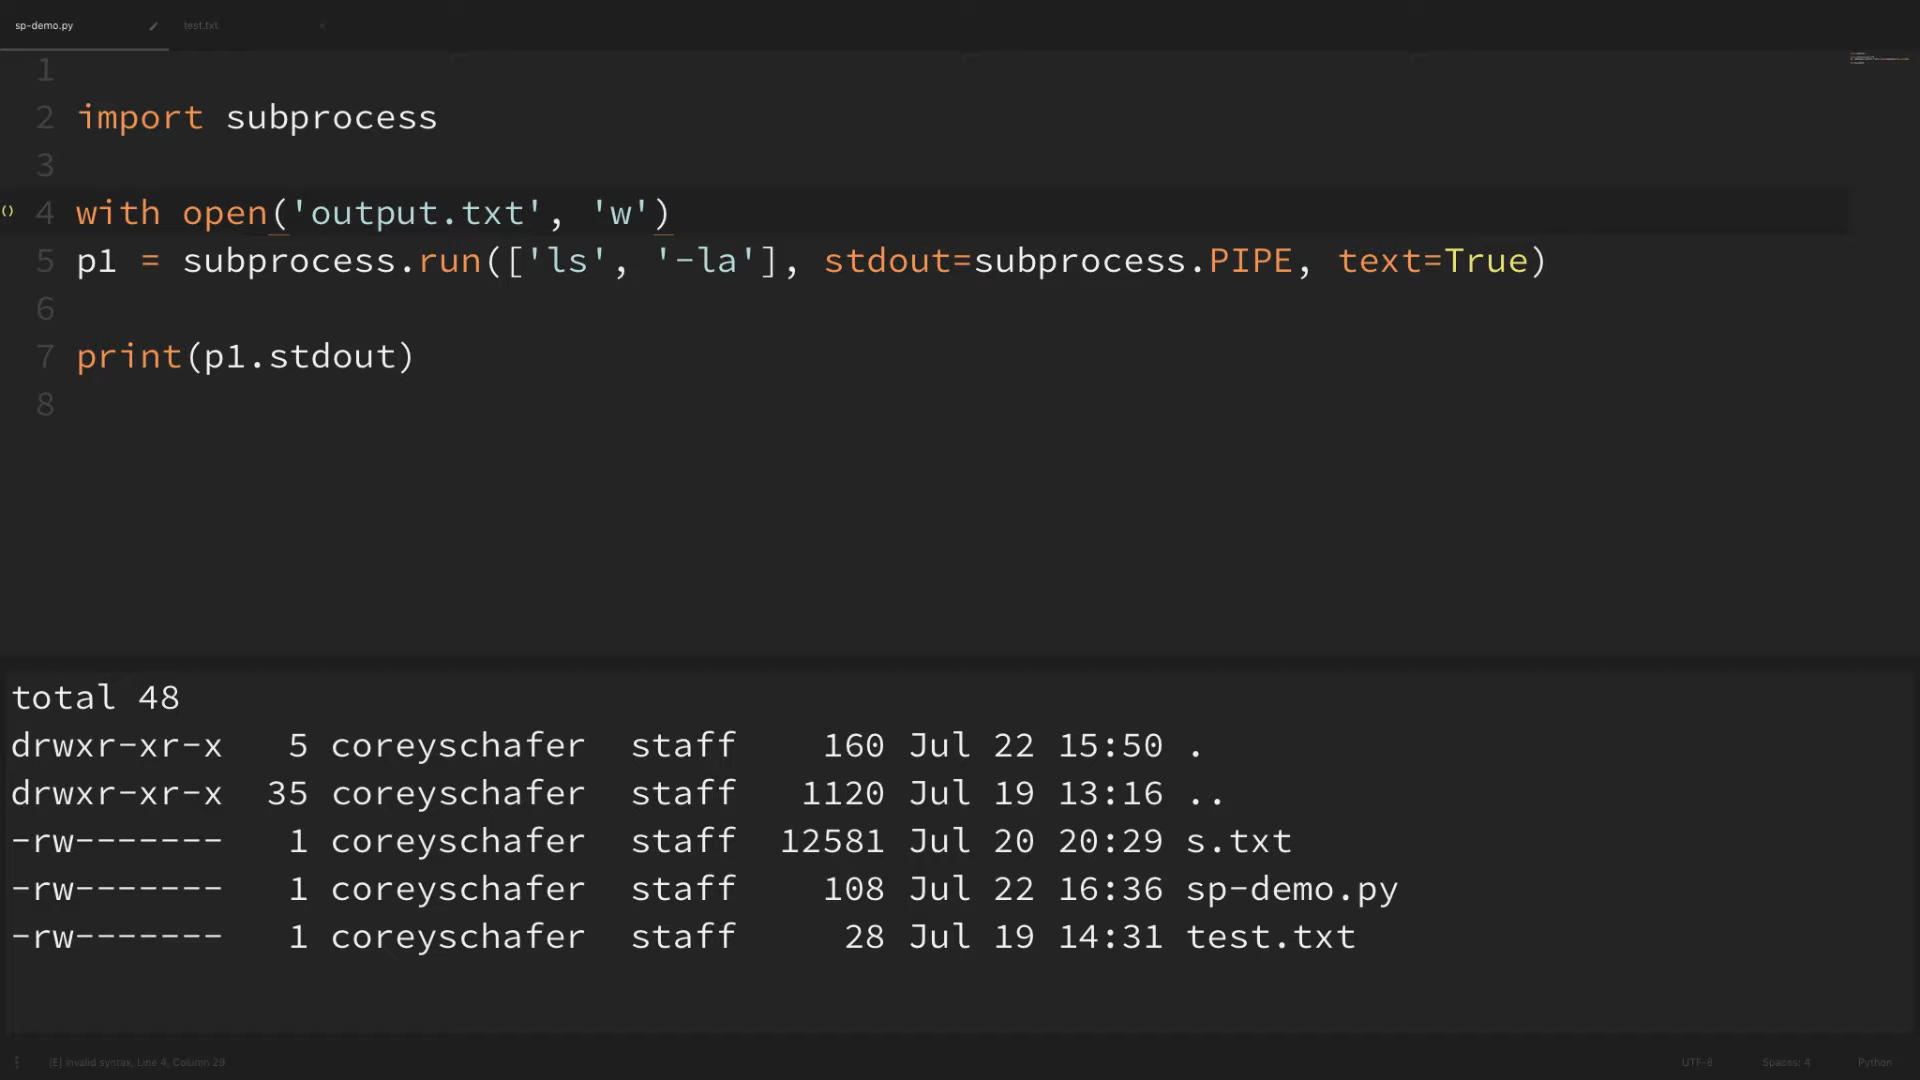 sp-demo.py
test.txt
1
2 import subprocess
3
4 with open('output.txt', 'w')
5 p1 = subprocess.run(['ls', '-la'], stdout=subprocess.PIPE, text=True)
6
7 print(p1.stdout)
8
total 48
drwxr-xr-x   5 coreyschafer  staff    160 Jul 22 15:50 .
drwxr-xr-x  35 coreyschafer  staff   1120 Jul 19 13:16 ..
-rw-------   1 coreyschafer  staff  12581 Jul 20 20:29 s.txt
-rw-------   1 coreyschafer  staff    108 Jul 22 16:36 sp-demo.py
-rw-------   1 coreyschafer  staff     28 Jul 19 14:31 test.txt
[E] invalid syntax, Line 4, Column 29
UTF-8
Spaces: 4
Python